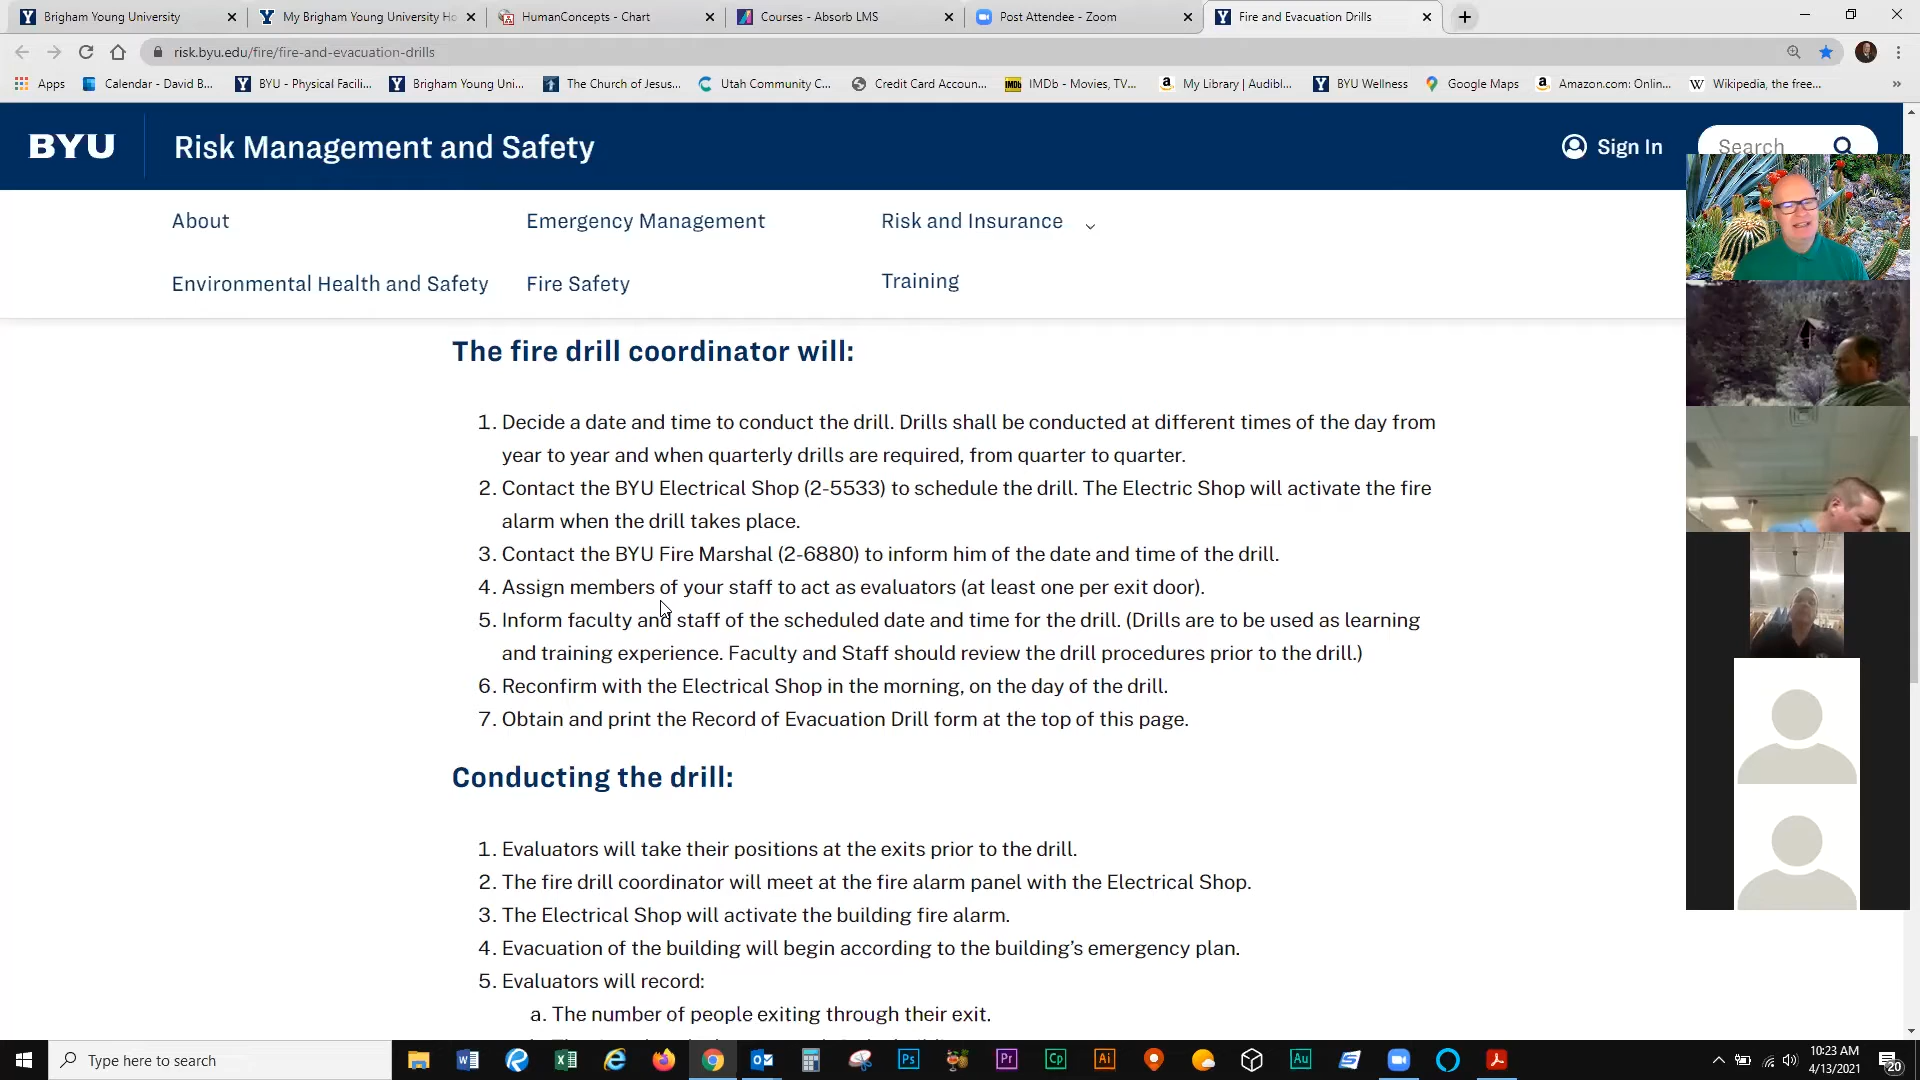 Brigham Young University
My Brigham Young University Ho
HumanConcepts - Chart
Courses - Absorb LMS
Post Attendee - Zoom
Fire and Evacuation Drills
risk.byu.edu/fire/fire-and-evacuation-drills
Apps
Calendar - David B...
BYU - Physical Facili...
Brigham Young Uni...
The Church of Jesus...
Utah Community C...
Credit Card Accoun...
IMDb - Movies, TV...
My Library | Audibl...
BYU Wellness
Google Maps
Amazon.com: Onlin...
Wikipedia, the free...
BYU
Risk Management and Safety
Sign In
Search
About
Emergency Management
Risk and Insurance
Environmental Health and Safety
Fire Safety
Training
The fire drill coordinator will:
1. Decide a date and time to conduct the drill. Drills shall be conducted at different times of the day from
year to year and when quarterly drills are required, from quarter to quarter.
2. Contact the BYU Electrical Shop (2-5533) to schedule the drill. The Electric Shop will activate the fire
alarm when the drill takes place.
3. Contact the BYU Fire Marshal (2-6880) to inform him of the date and time of the drill.
4. Assign members of your staff to act as evaluators (at least one per exit door).
5. Inform faculty and staff of the scheduled date and time for the drill. (Drills are to be used as learning
and training experience. Faculty and Staff should review the drill procedures prior to the drill.)
6. Reconfirm with the Electrical Shop in the morning, on the day of the drill.
7. Obtain and print the Record of Evacuation Drill form at the top of this page.
Conducting the drill:
1. Evaluators will take their positions at the exits prior to the drill.
2. The fire drill coordinator will meet at the fire alarm panel with the Electrical Shop.
3. The Electrical Shop will activate the building fire alarm.
4. Evacuation of the building will begin according to the building's emergency plan.
5. Evaluators will record:
a. The number of people exiting through their exit.
Type here to search
10:23 AM
4/13/2021
20